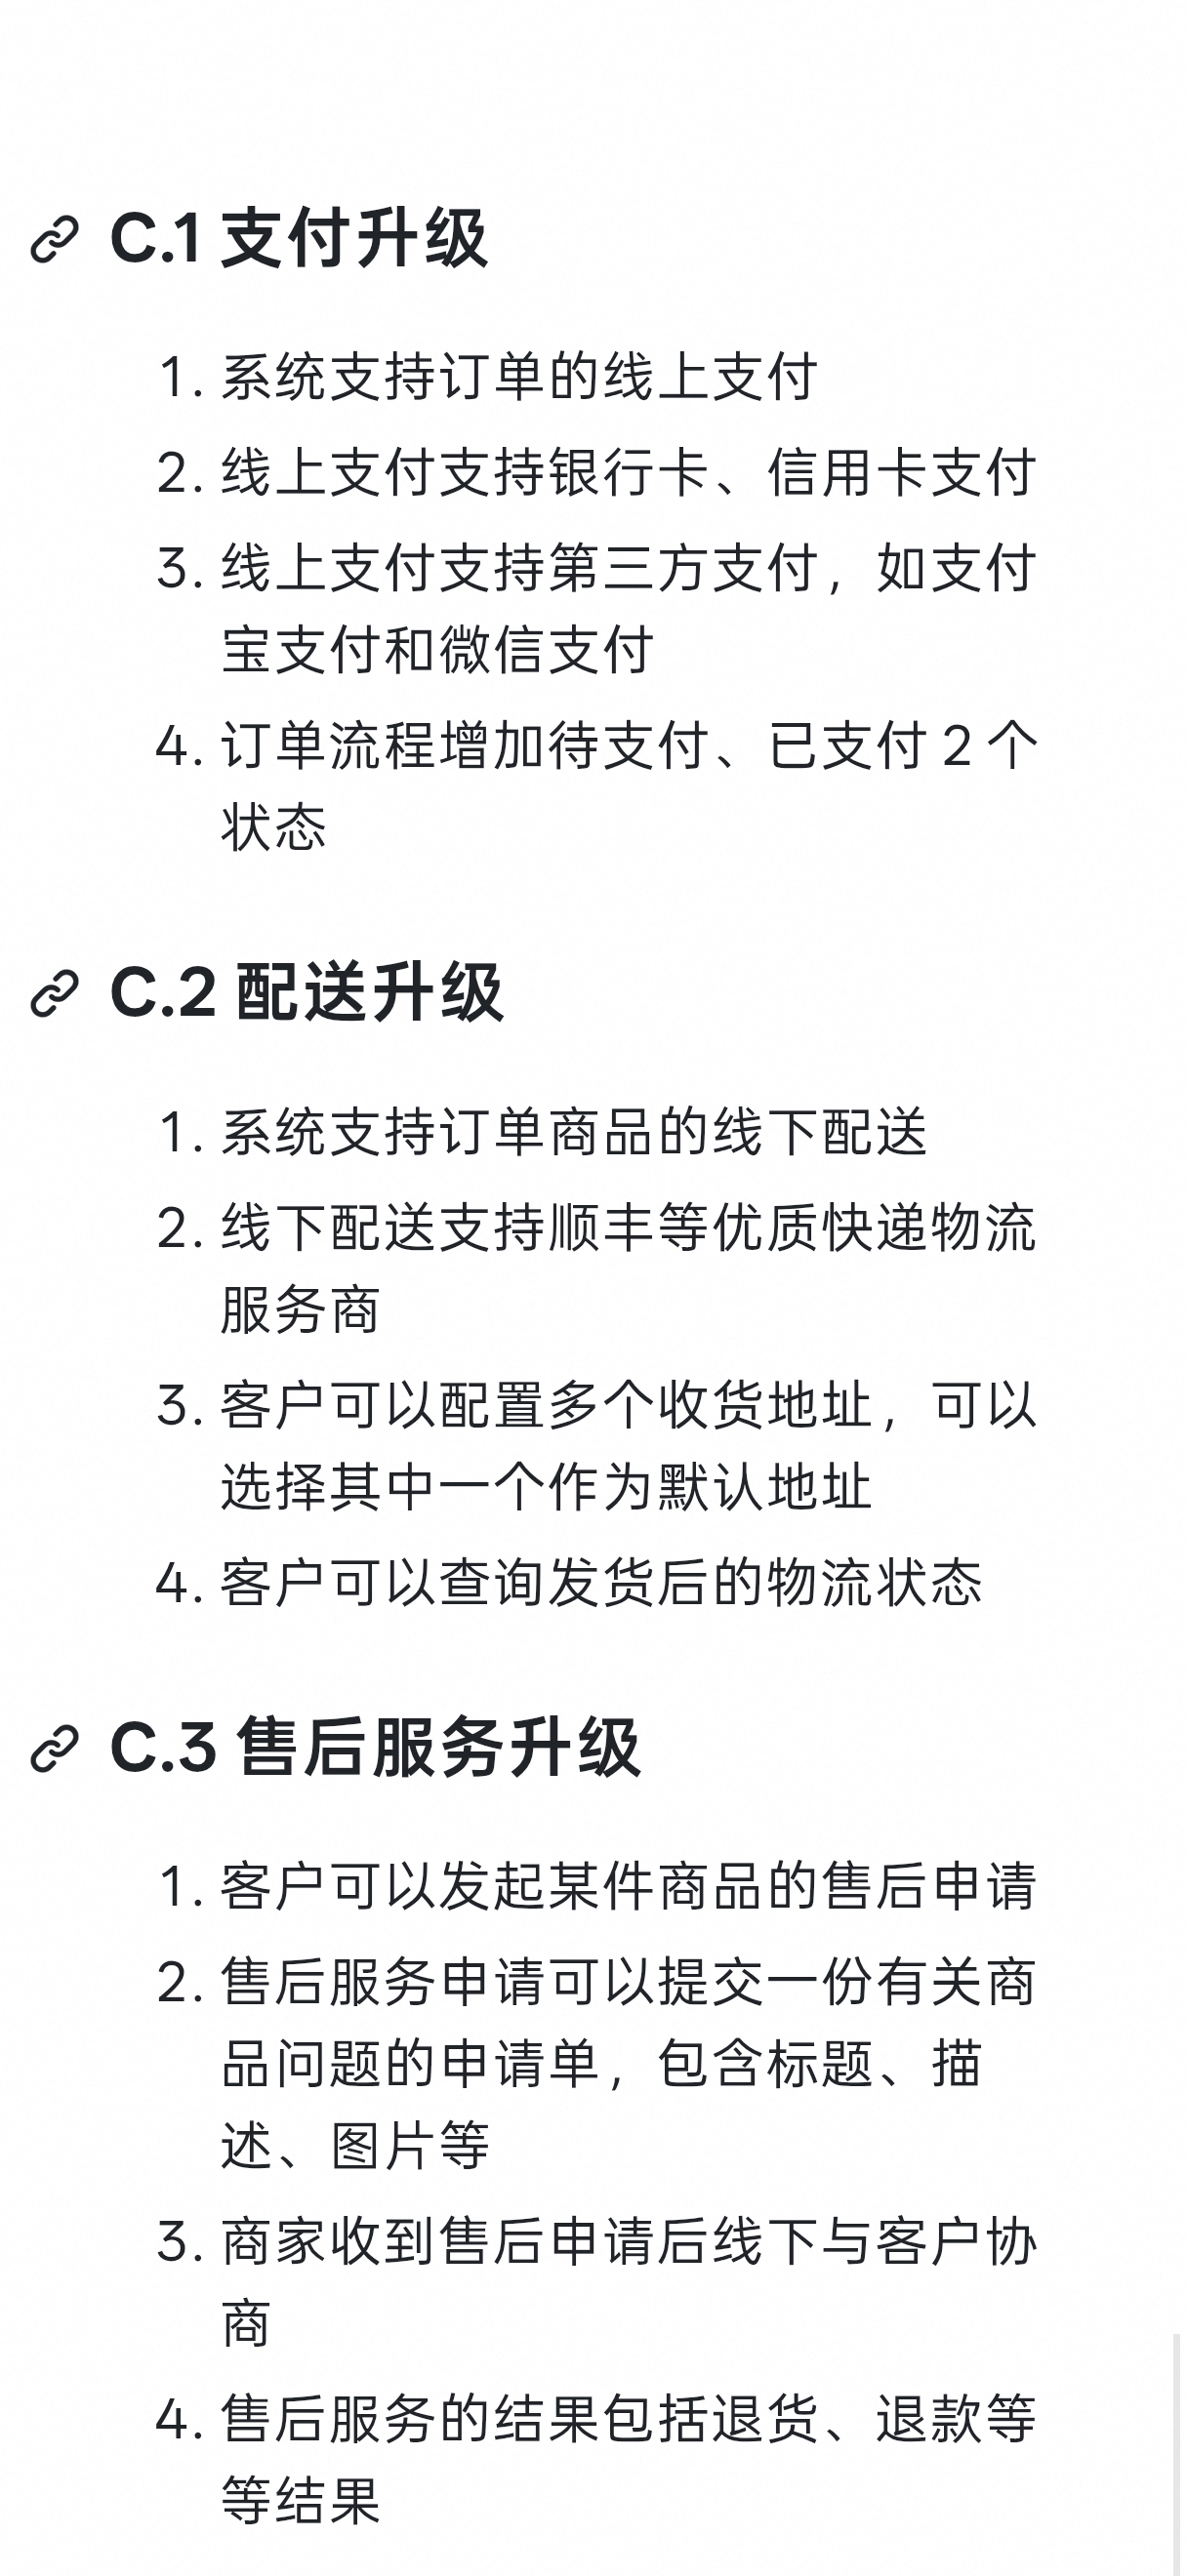 C.1 支付升级
1. 系统支持订单的线上支付
2. 线上支付支持银行卡、信用卡支付
3. 线上支付支持第三方支付，如支付
宝支付和微信支付
4. 订单流程增加待支付、已支付 2 个
状态
C.2 配送升级
1. 系统支持订单商品的线下配送
2. 线下配送支持顺丰等优质快递物流
服务商
3. 客户可以配置多个收货地址，可以
选择其中一个作为默认地址
4. 客户可以查询发货后的物流状态
C.3 售后服务升级
1. 客户可以发起某件商品的售后申请
2. 售后服务申请可以提交一份有关商
品问题的申请单，包含标题、描
述、图片等
3. 商家收到售后申请后线下与客户协
商
4. 售后服务的结果包括退货、退款等
等结果